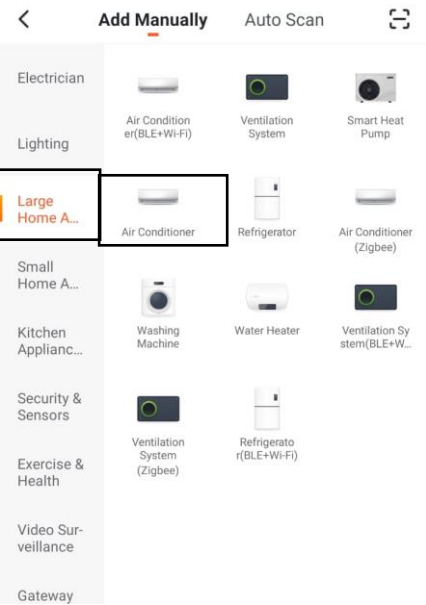 Add Manually
Auto Scan
Electrician
Lighting
Large
Home A...
Small
Home A...
Kitchen
Applianc...
Security &
Sensors
Exercise &
Health
Video Sur-
veillance
Gateway
Air Condition
er(BLE+Wi-Fi)
Ventilation
System
Smart Heat
Pump
Air Conditioner
Refrigerator
Air Conditioner
(Zigbee)
Washing
Machine
Water Heater
Ventilation Sy
stem(BLE+W...
Ventilation
System
(Zigbee)
Refrigerato
r(BLE+Wi-Fi)